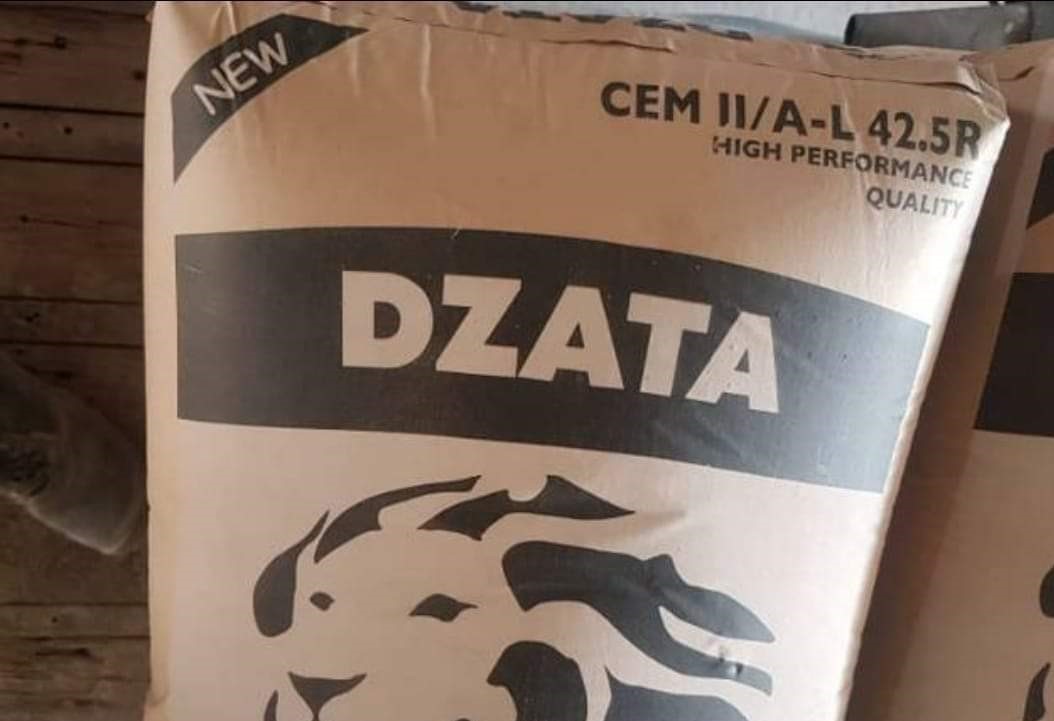 NEW
CEM II/A-L 42.5R
HIGH PERFORMANCE
QUALITY
DZATA